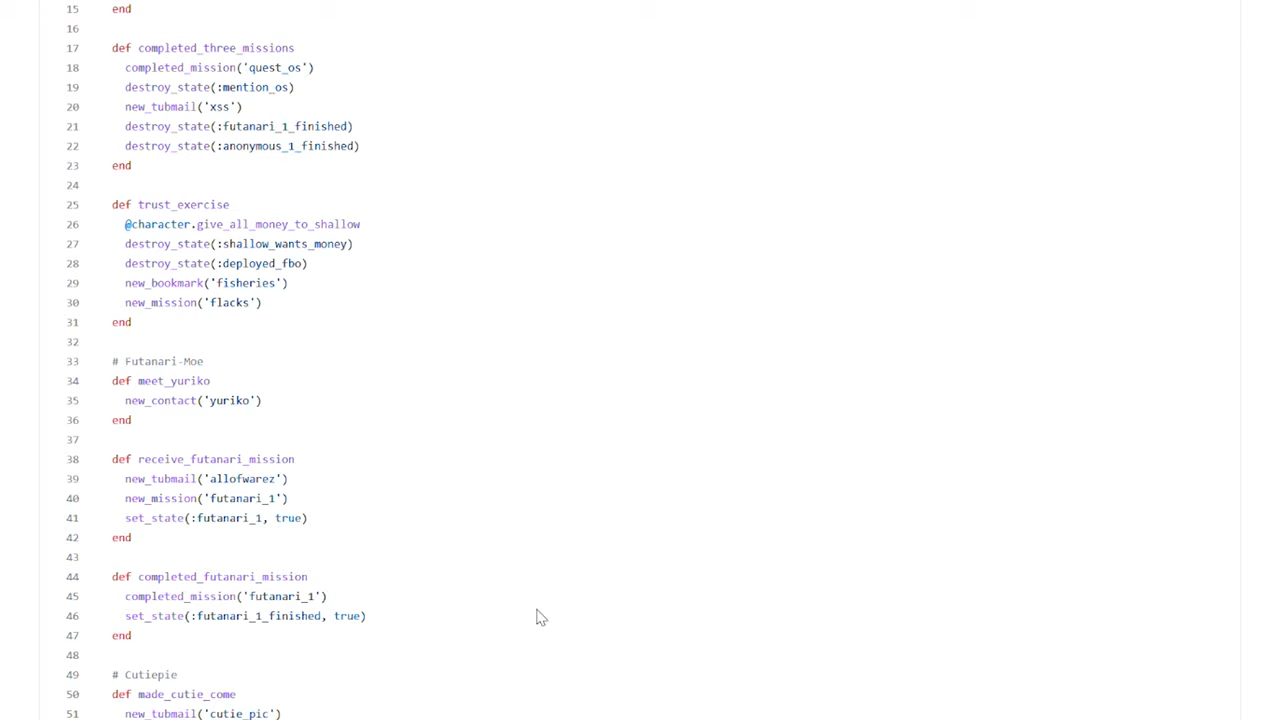 15 end
16
17 def completed_three_missions
18 completed_mission('quest_os')
19 destroy_state(:mention_os)
20 new_tubmail('xss')
21 destroy_state(:futanari_1_finished)
22 destroy_state(:anonymous_1_finished)
23 end
24
25 def trust_exercise
26 @character.give_all_money_to_shallow
27 destroy_state(:shallow_wants_money)
28 destroy_state(:deployed_fbo)
29 new_bookmark('fisheries')
30 new_mission('flacks')
31 end
32
33 # Futanari-Moe
34 def meet_yuriko
35 new_contact('yuriko')
36 end
37
38 def receive_futanari_mission
39 new_tubmail('allofwarez')
40 new_mission('futanari_1')
41 set_state(:futanari_1, true)
42 end
43
44 def completed_futanari_mission
45 completed_mission('futanari_1')
46 set_state(:futanari_1_finished, true)
47 end
48
49 # Cutiepie
50 def made_cutie_come
51 new_tubmail('cutie_pic')